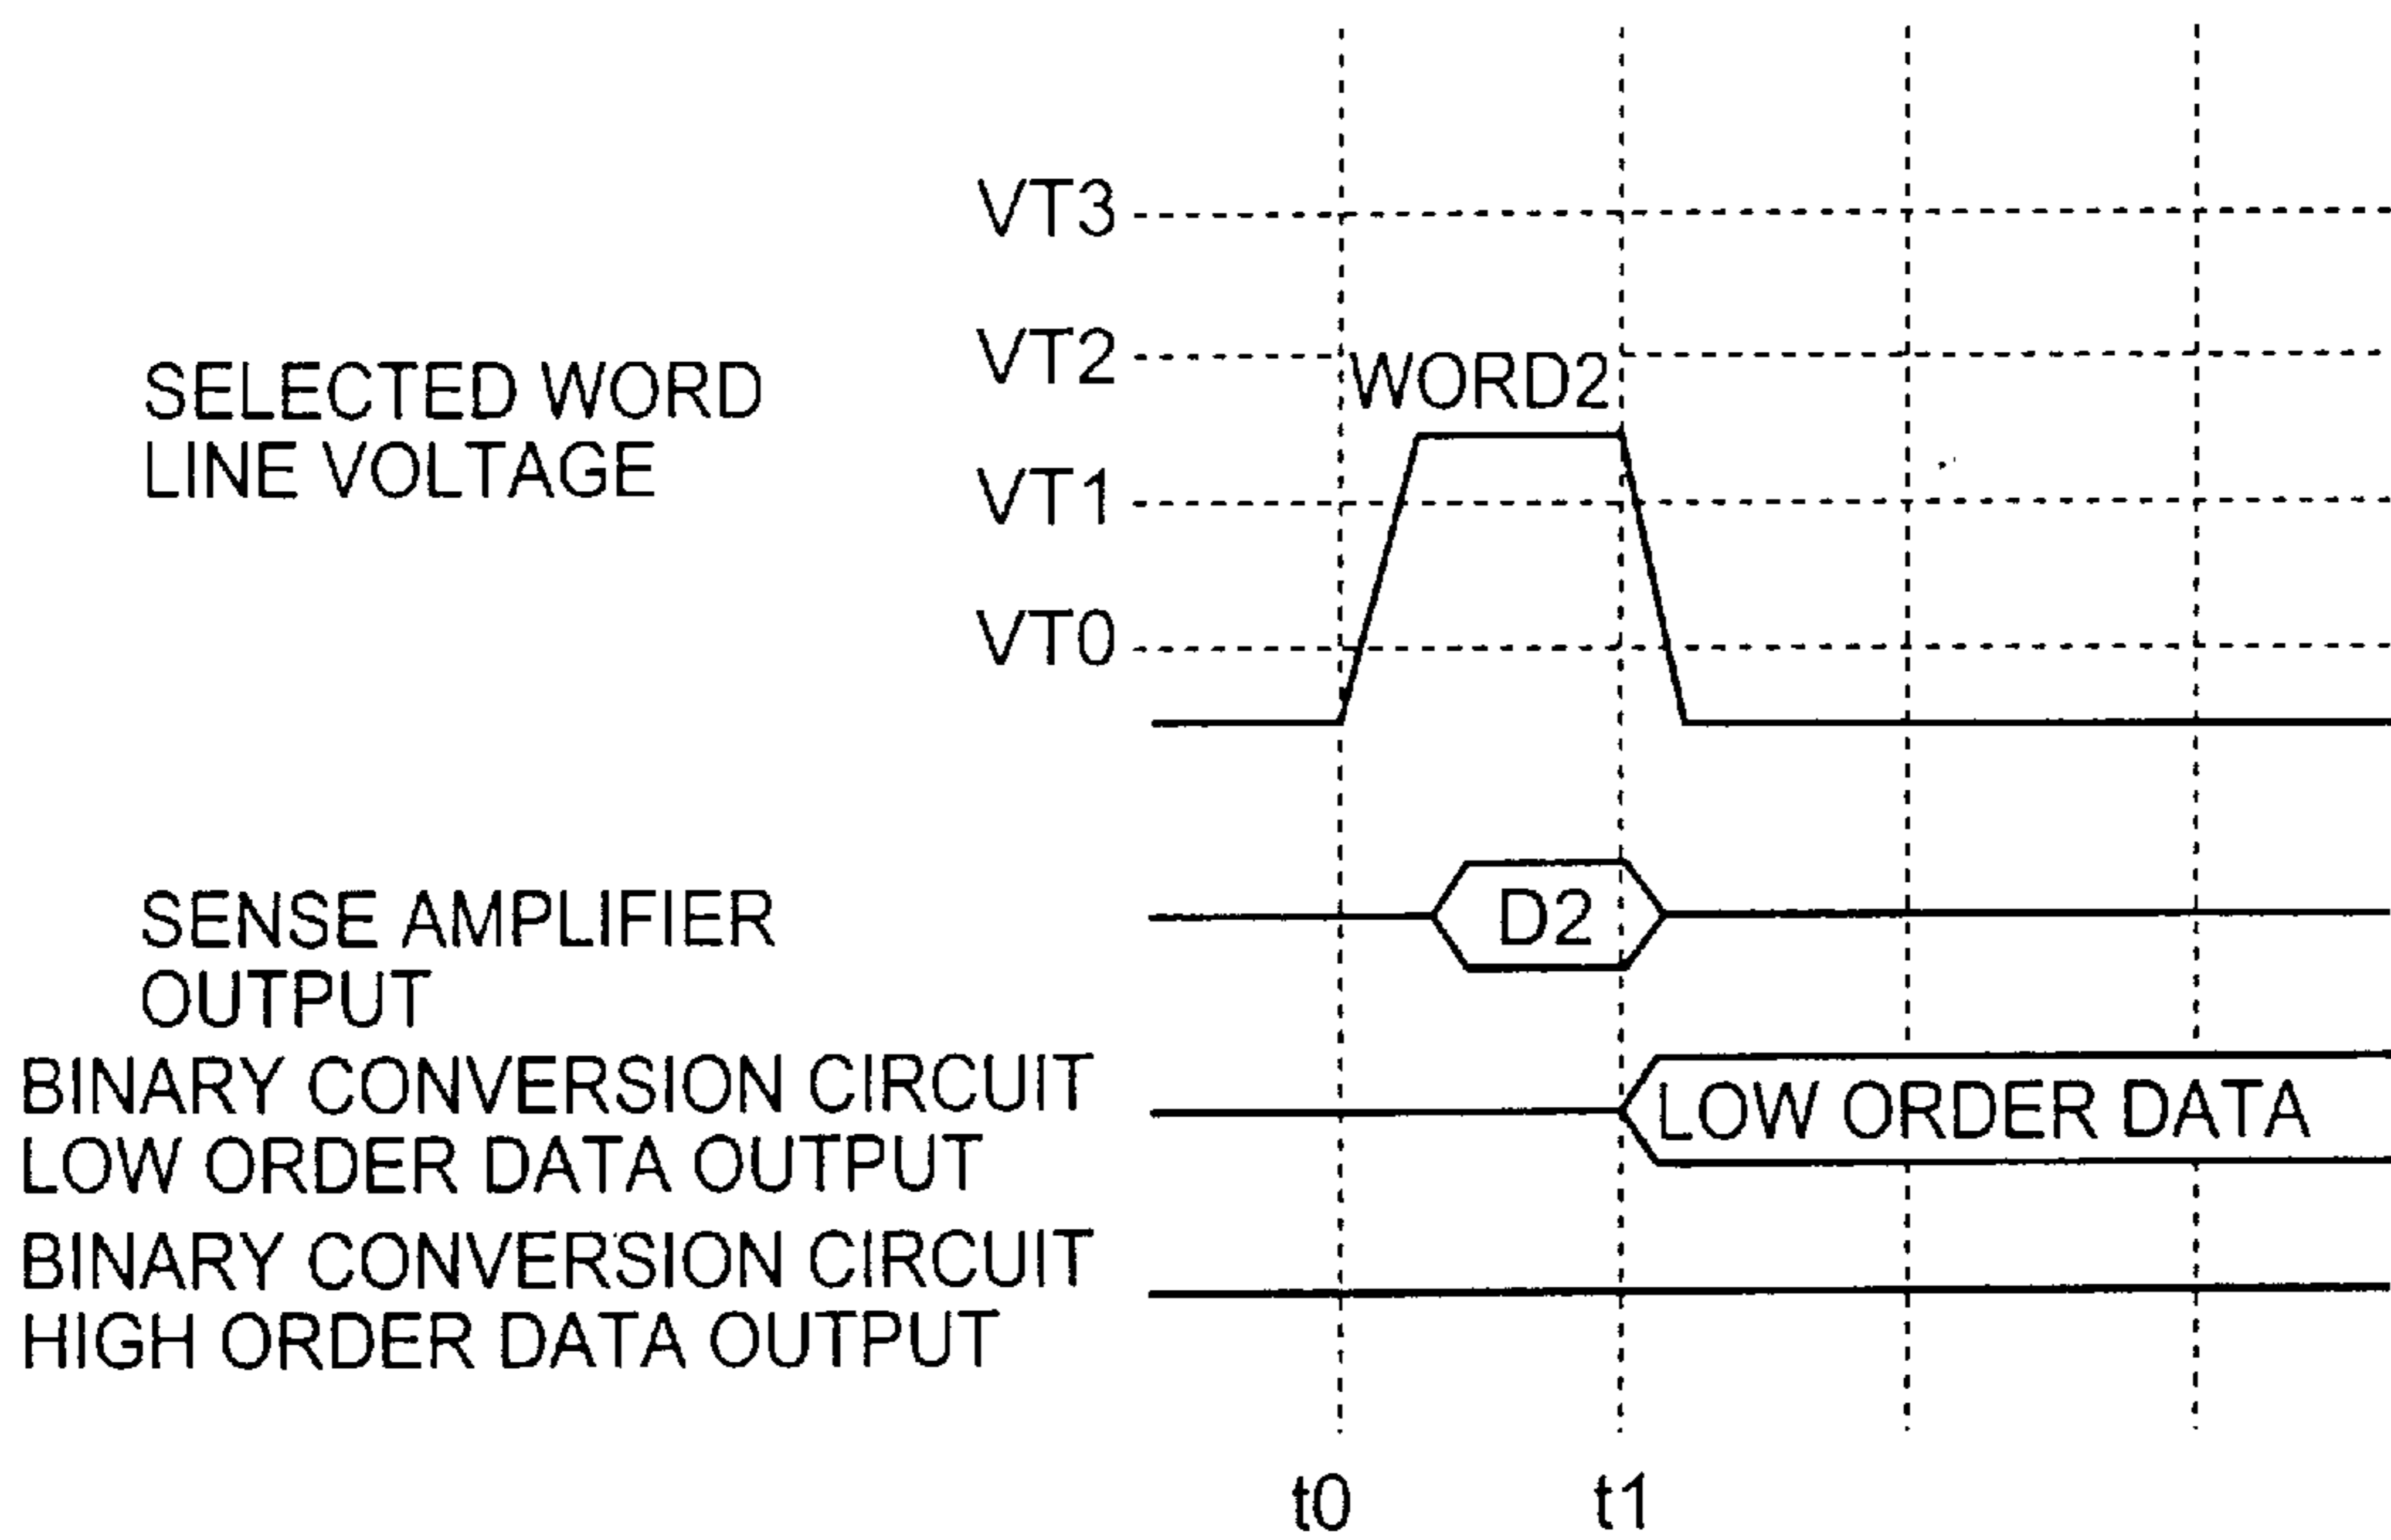 VT3
VT2
WORD2
SELECTED WORD
LINE VOLTAGE
VT1
VT0
SENSE AMPLIFIER
OUTPUT
D2
BINARY CONVERSION CIRCUIT
LOW ORDER DATA OUTPUT
LOW ORDER DATA
BINARY CONVERSION CIRCUIT
HIGH ORDER DATA OUTPUT
t0
t1